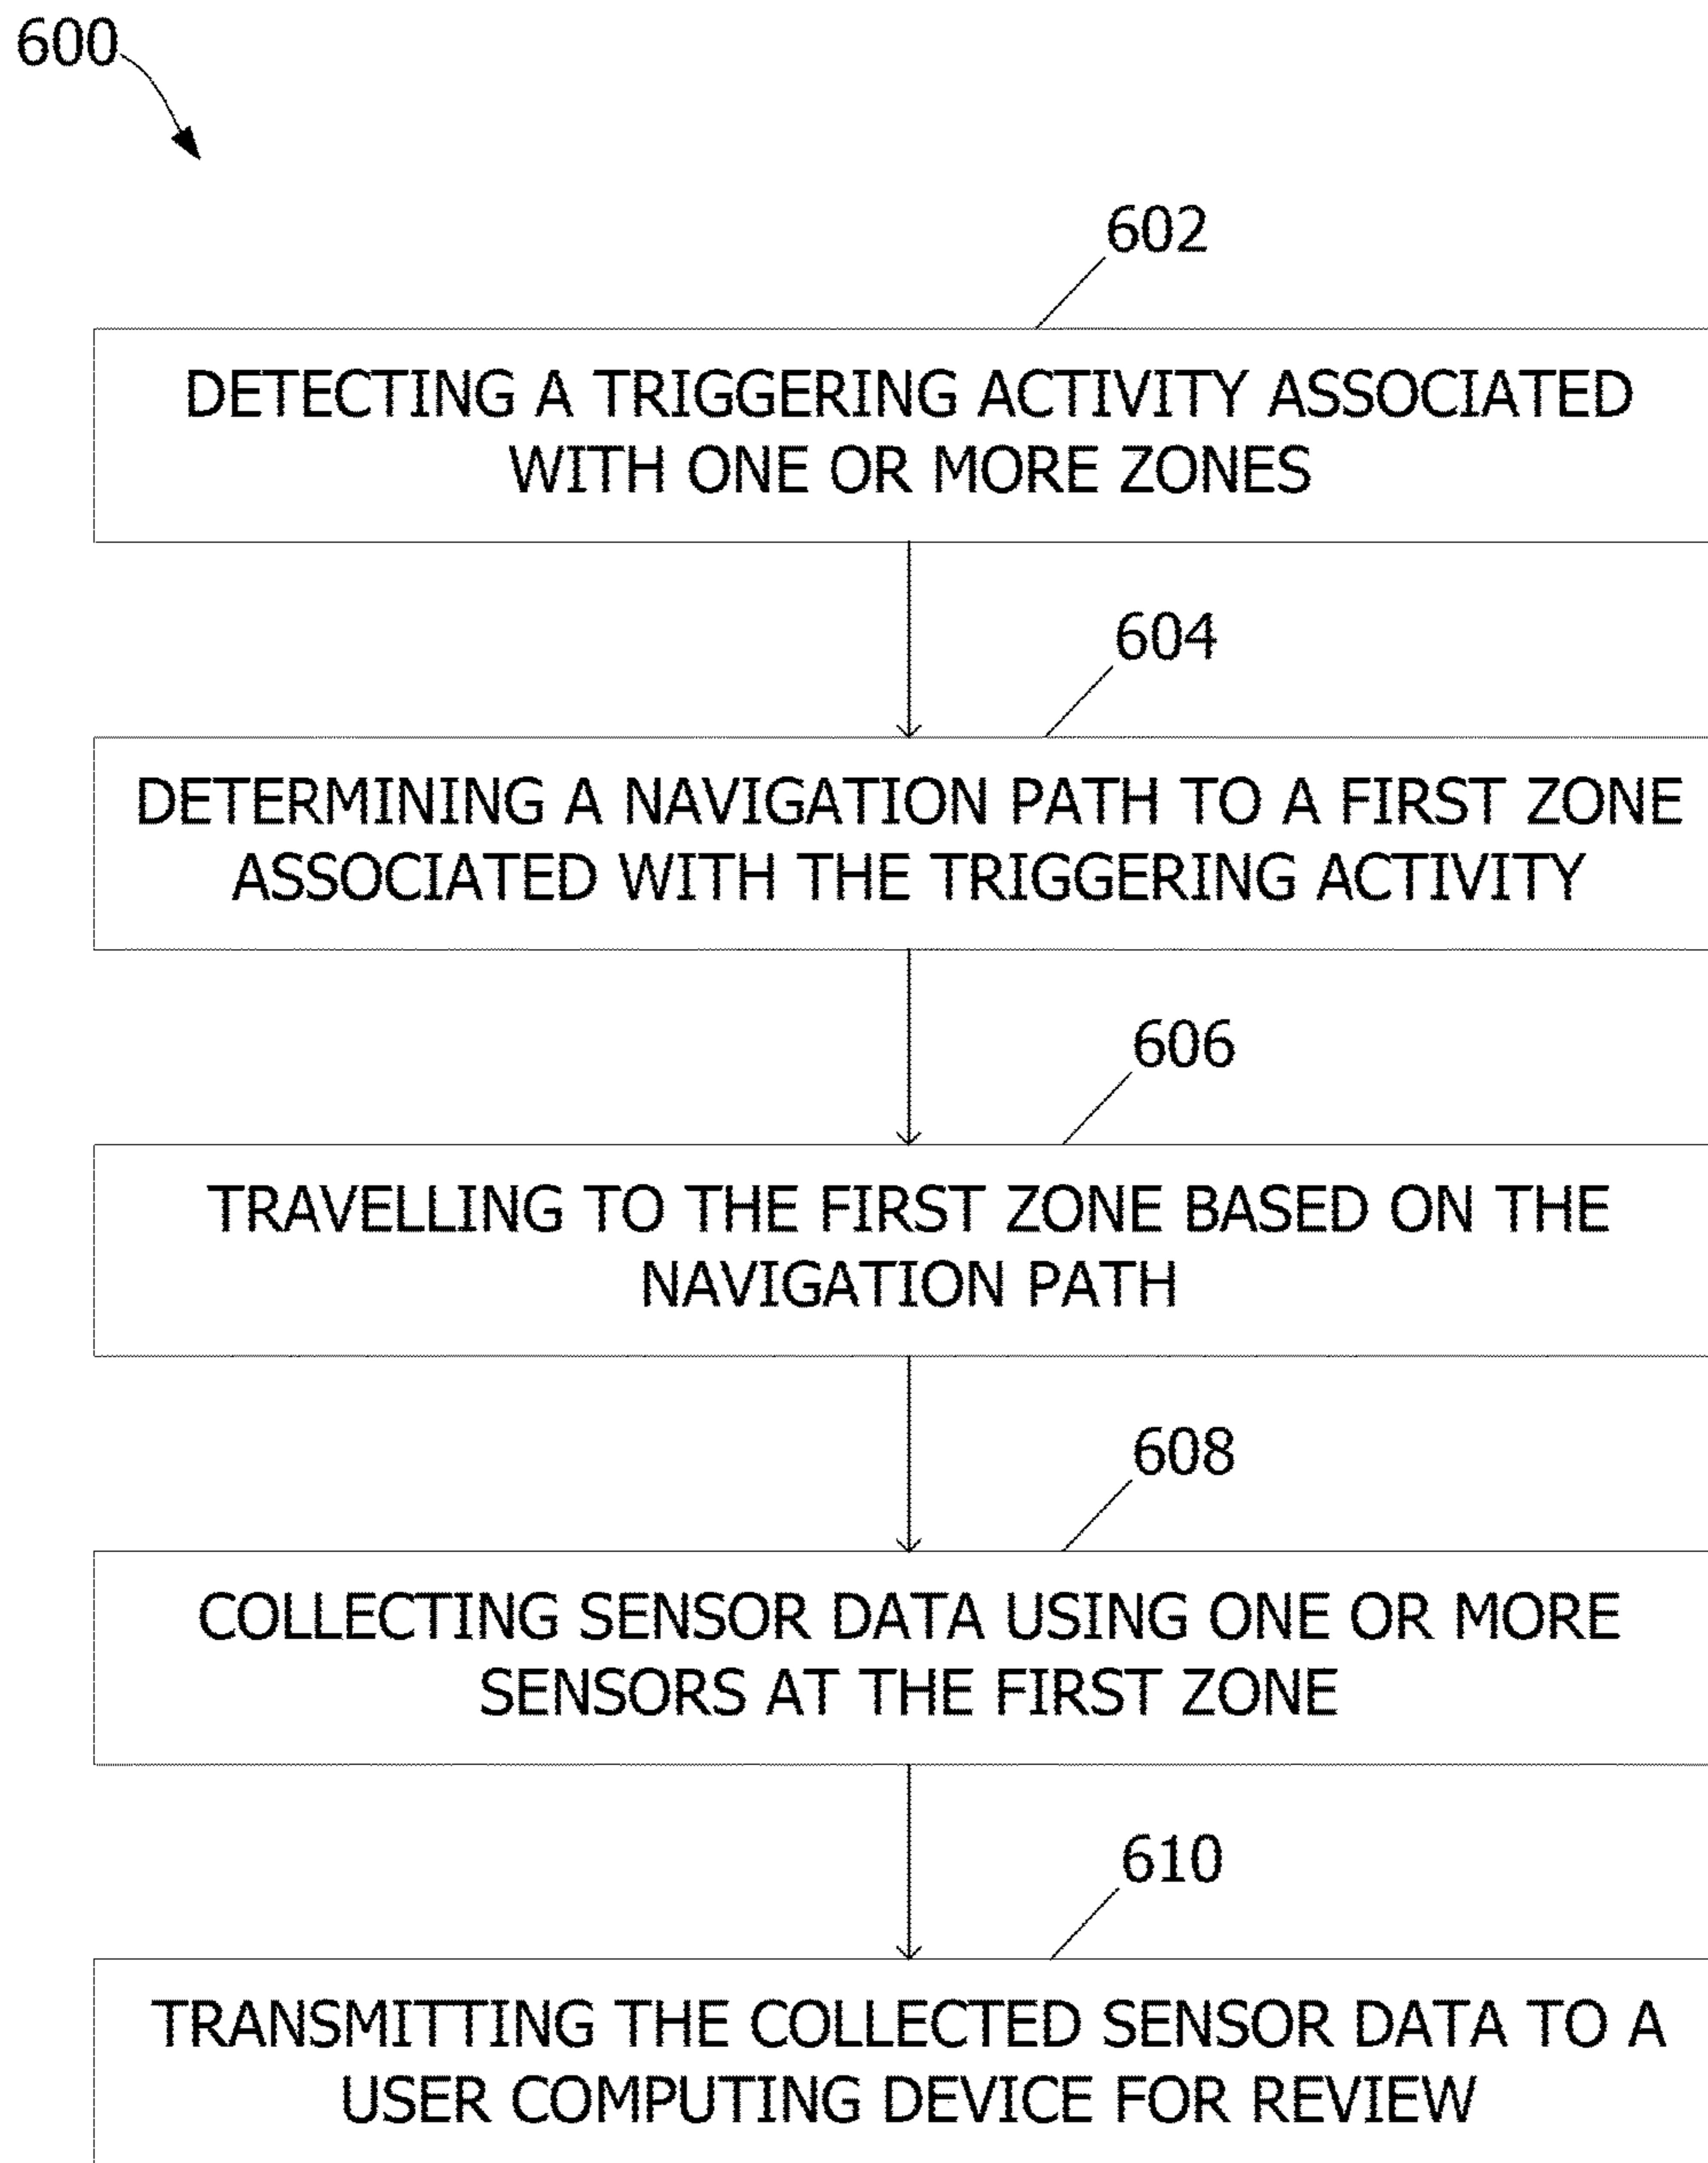 600
602
DETECTING A TRIGGERING ACTIVITY ASSOCIATED
WITH ONE OR MORE ZONES
604
DETERMINING A NAVIGATION PATH TO A FIRST ZONE
ASSOCIATED WITH THE TRIGGERING ACTIVITY
606
TRAVELLING TO THE FIRST ZONE BASED ON THE
NAVIGATION PATH
608
COLLECTING SENSOR DATA USING ONE OR MORE
SENSORS AT THE FIRST ZONE
610
TRANSMITTING THE COLLECTED SENSOR DATA TO A
USER COMPUTING DEVICE FOR REVIEW